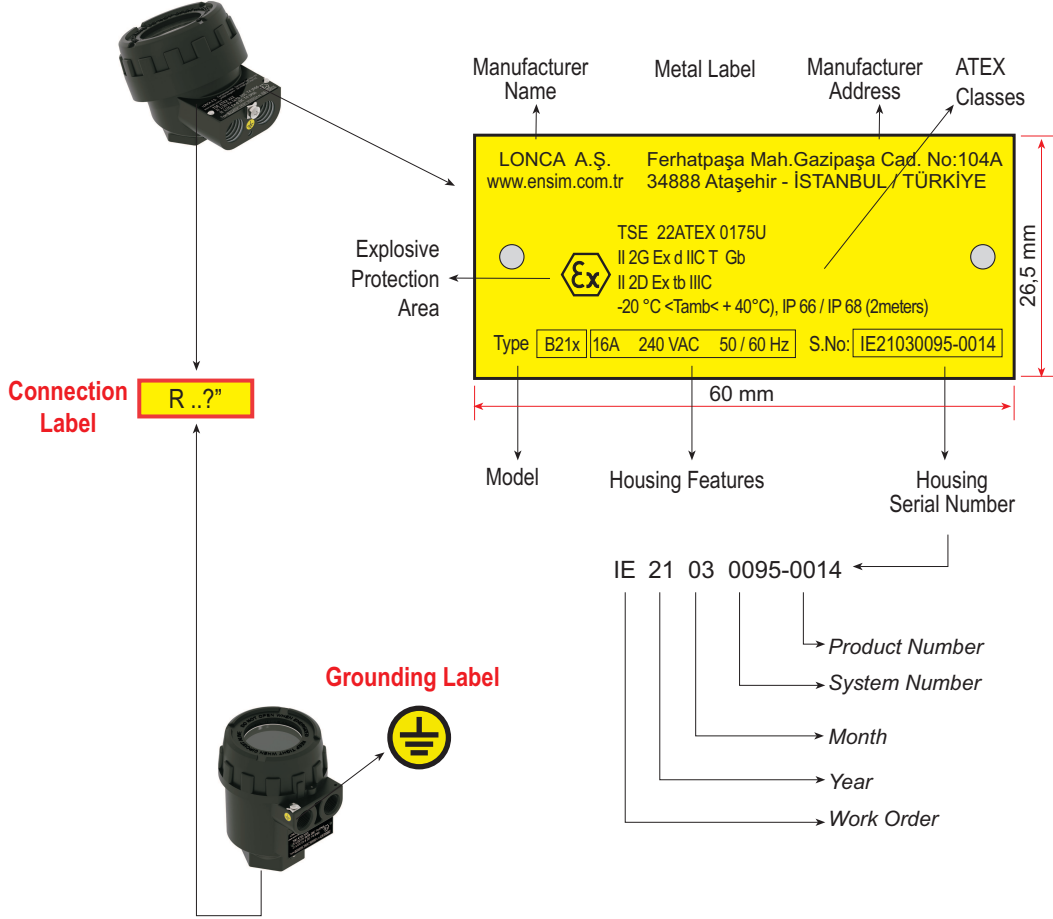 Manufacturer
Name
Metal Label
Manufacturer
Address
ATEX
Classes
LONCA A.Ş.
www.ensim.com.tr
Ferhatpaşa Mah.Gazipaşa Cad. No:104A
34888 Ataşehir - İSTANBUL / TÜRKİYE
Explosive
Protection
Area
Ex
TSE 22ATEX 0175U
II 2G Ex d IIC T Gb
II 2D Ex tb IIIC
-20 °C <Tamb< + 40°C), IP 66 / IP 68 (2meters)
Type B21x 16A 240 VAC 50 / 60 Hz S.No: IE21030095-0014
26,5 mm
60 mm
Connection
Label
R ..?”
Model
Housing Features
Housing
Serial Number
IE 21 03 0095-0014
Product Number
System Number
Month
Year
Work Order
Grounding Label